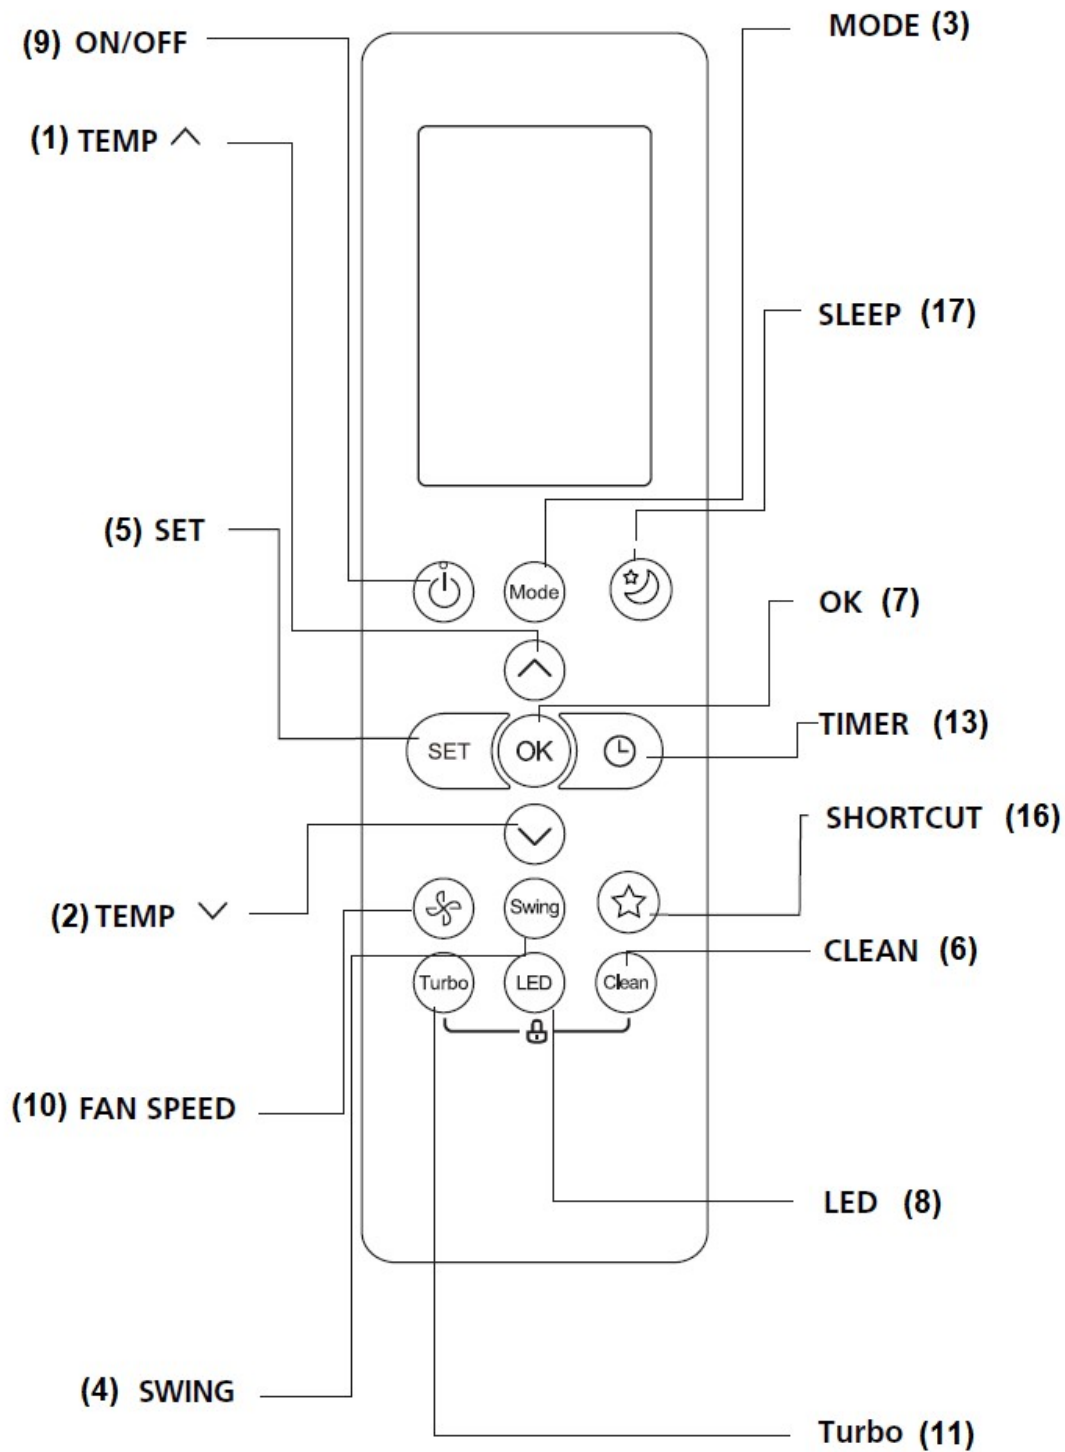 (9) ON/OFF
MODE (3)
(1) TEMP
SLEEP (17)
(5) SET
Mode
OK (7)
SET
OK
TIMER (13)
SHORTCUT (16)
(2) TEMP
Swing
CLEAN (6)
Turbo
LED
Clean
(10) FAN SPEED
LED (8)
(4) SWING
Turbo (11)